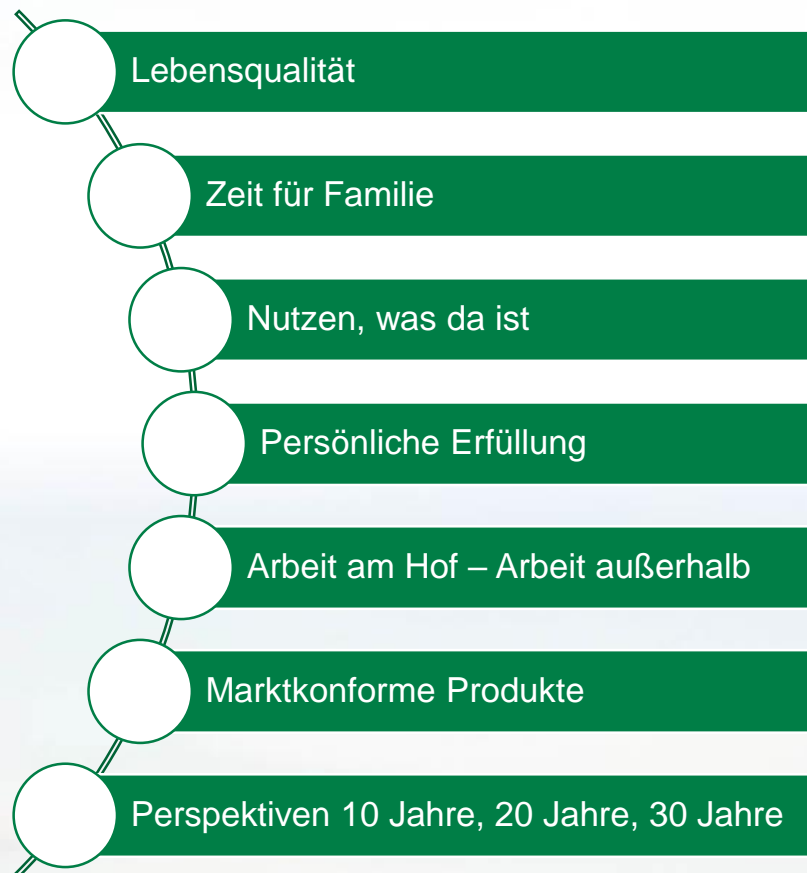 Lebensqualität
Zeit für Familie
Nutzen, was da ist
Persönliche Erfüllung
Arbeit am Hof – Arbeit außerhalb
Marktkonforme Produkte
Perspektiven 10 Jahre, 20 Jahre, 30 Jahre